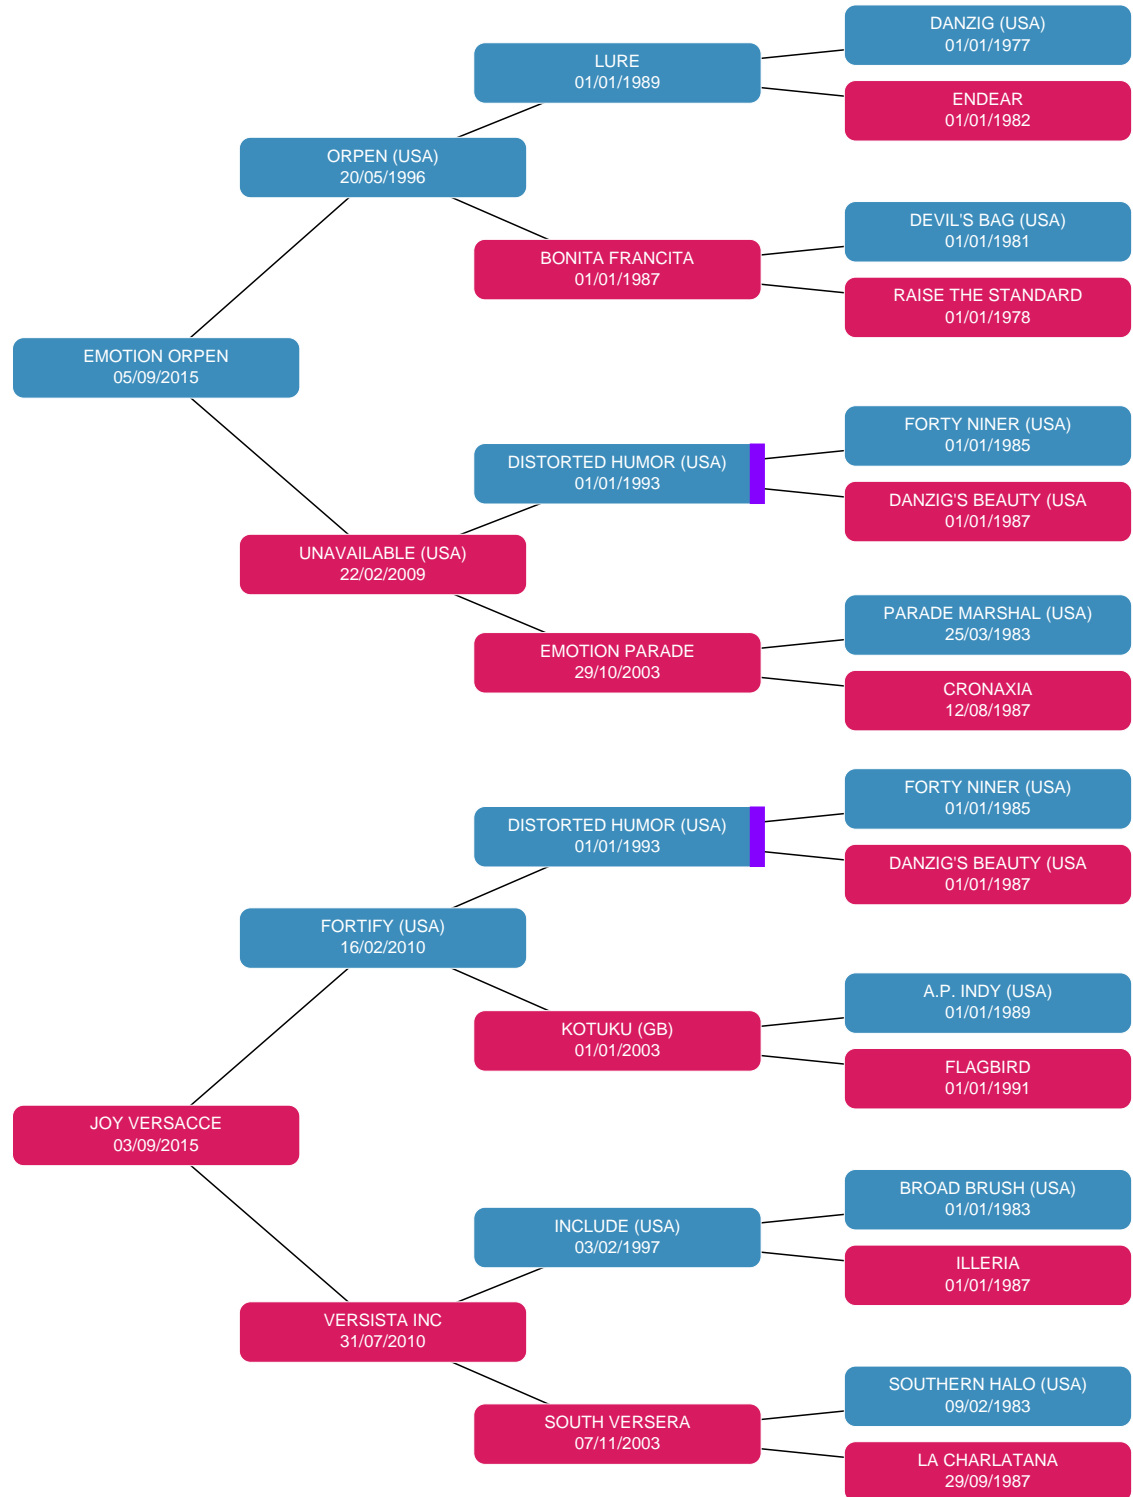 DANZIG (USA)
01/01/1977
LURE
01/01/1989
ENDEAR
01/01/1982
ORPEN (USA)
20/05/1996
DEVIL'S BAG (USA)
01/01/1981
BONITA FRANCITA
01/01/1987
RAISE THE STANDARD
01/01/1978
EMOTION ORPEN
05/09/2015
FORTY NINER (USA)
01/01/1985
DISTORTED HUMOR (USA)
01/01/1993
DANZIG'S BEAUTY (USA
01/01/1987
UNAVAILABLE (USA)
22/02/2009
PARADE MARSHAL (USA)
25/03/1983
EMOTION PARADE
29/10/2003
CRONAXIA
12/08/1987
FORTY NINER (USA)
01/01/1985
DISTORTED HUMOR (USA)
01/01/1993
DANZIG'S BEAUTY (USA
01/01/1987
FORTIFY (USA)
16/02/2010
A.P. INDY (USA)
01/01/1989
KOTUKU (GB)
01/01/2003
FLAGBIRD
01/01/1991
JOY VERSACCE
03/09/2015
BROAD BRUSH (USA)
01/01/1983
INCLUDE (USA)
03/02/1997
ILLERIA
01/01/1987
VERSISTA INC
31/07/2010
SOUTHERN HALO (USA)
09/02/1983
SOUTH VERSERA
07/11/2003
LA CHARLATANA
29/09/1987